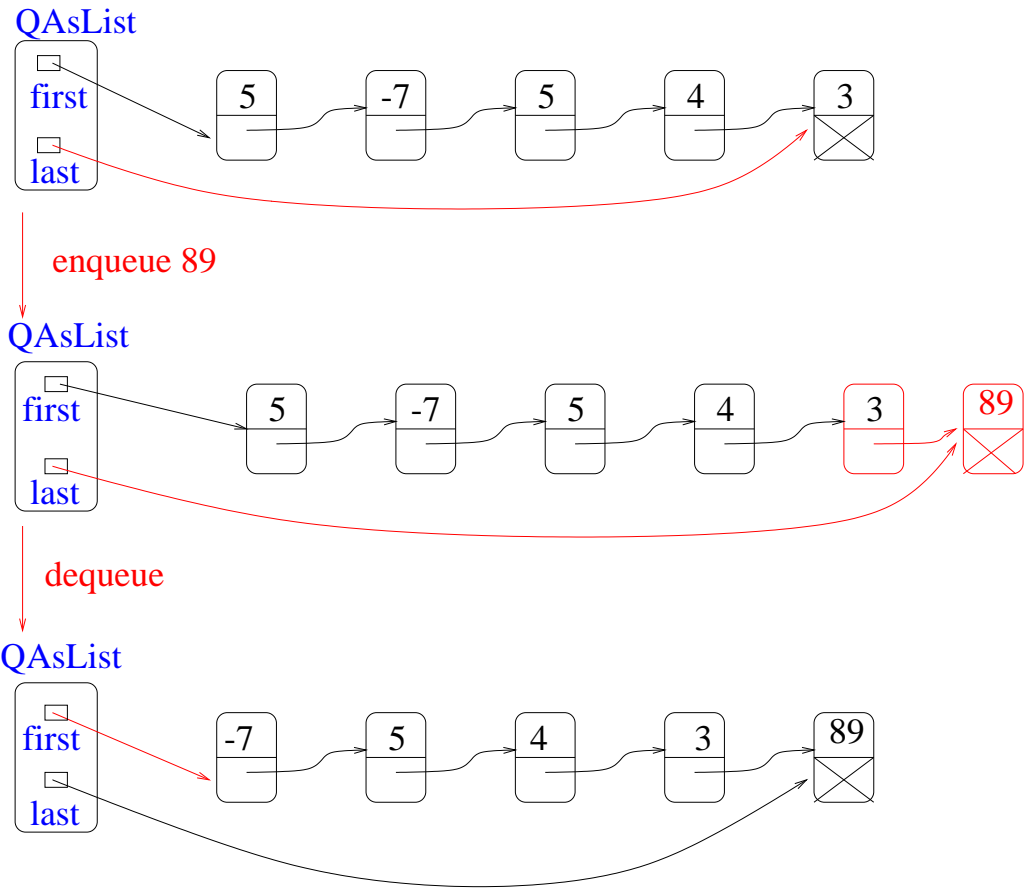 QAsList
first
5 -7 5 4 3
last
enqueue 89
QAsList
first
5 -7 5 4 3 89
last
dequeue
QAsList
first
-7 5 4 3 89
last